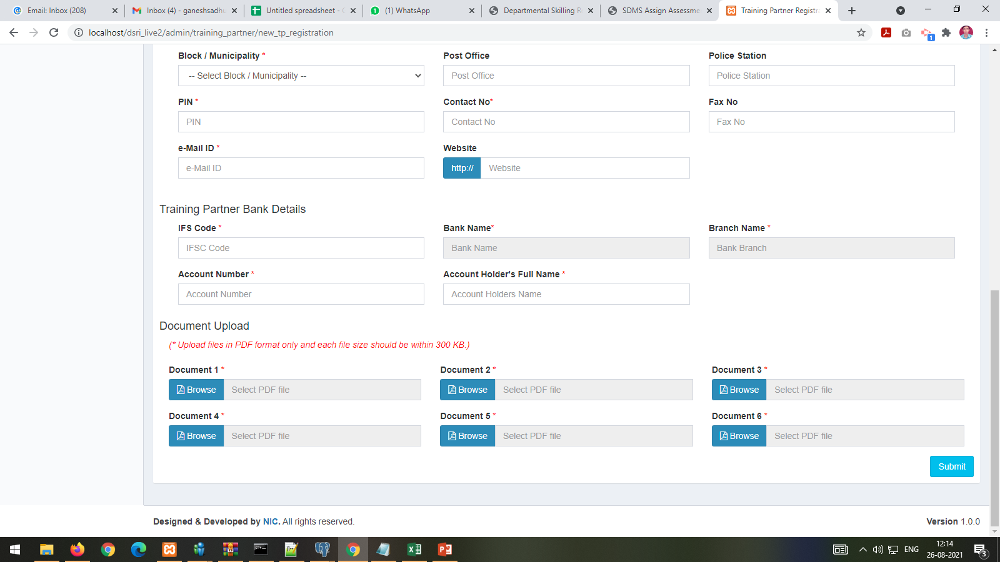 Email: Inbox (208)
Inbox (4) - ganeshsadhu
Untitled spreadsheet -
(1) WhatsApp
Departmental Skilling R
SDMS Assign Assessme
Training Partner Registra
localhost/dsri_live2/admin/training_partner/new_tp_registration
1
Block / Municipality *
Post Office
Police Station
-- Select Block / Municipality --
Post Office
Police Station
PIN *
Contact No*
Fax No
PIN
Contact No
Fax No
e-Mail ID *
Website
e-Mail ID
http://
Website
Training Partner Bank Details
IFS Code *
Bank Name*
Branch Name *
IFSC Code
Bank Name
Bank Branch
Account Number *
Account Holder's Full Name *
Account Number
Account Holders Name
Document Upload
(* Upload files in PDF format only and each file size should be within 300 KB.)
Document 1 *
Document 2 *
Document 3 *
Browse
Select PDF file
Browse
Select PDF file
Browse
Select PDF file
Document 4 *
Document 5 *
Document 6 *
Browse
Select PDF file
Browse
Select PDF file
Browse
Select PDF file
Submit
Designed & Developed by NIC. All rights reserved.
Version 1.0.0
ENG
12:14
26-08-2021
3